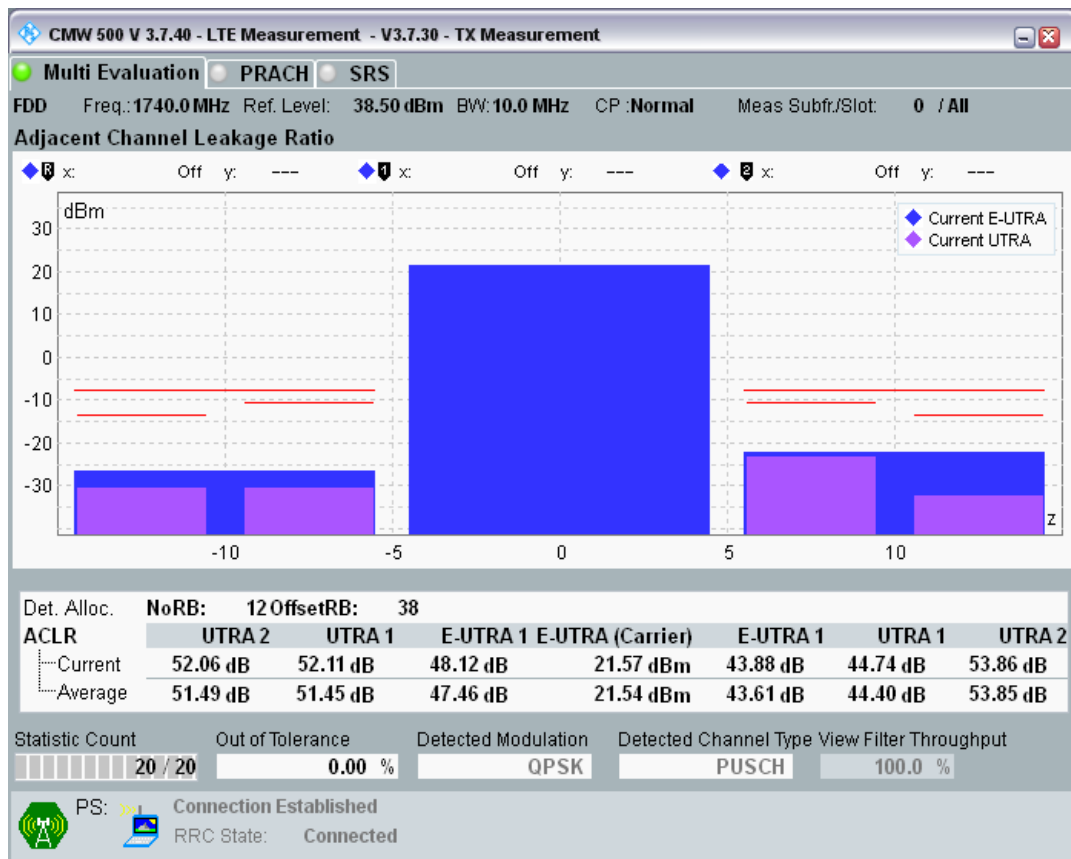 CMW 500 V 3.7.40 - LTE Measurement - V3.7.30 - TX Measurement
Multi Evaluation PRACH SRS
FDD Freq.:1740.0 MHz Ref. Level: 38.50 dBm BW:10.0 MHz CP :Normal Meas Subfr./Slot: 0 / All
Adjacent Channel Leakage Ratio
R x: Off y: --- 1 x: Off y: --- 2 x: Off y: ---
dBm
Current E-UTRA
Current UTRA
30
20
10
0
-10
-20
-30
z
-10 -5 0 5 10
Det. Alloc. NoRB: 12 OffsetRB: 38
ACLR UTRA 2 UTRA 1 E-UTRA 1 E-UTRA (Carrier) E-UTRA 1 UTRA 1 UTRA 2
Current 52.06 dB 52.11 dB 48.12 dB 21.57 dBm 43.88 dB 44.74 dB 53.86 dB
Average 51.49 dB 51.45 dB 47.46 dB 21.54 dBm 43.61 dB 44.40 dB 53.85 dB
Statistic Count Out of Tolerance Detected Modulation Detected Channel Type View Filter Throughput
20 / 20 0.00 % QPSK PUSCH 100.0 %
PS: Connection Established
RRC State: Connected